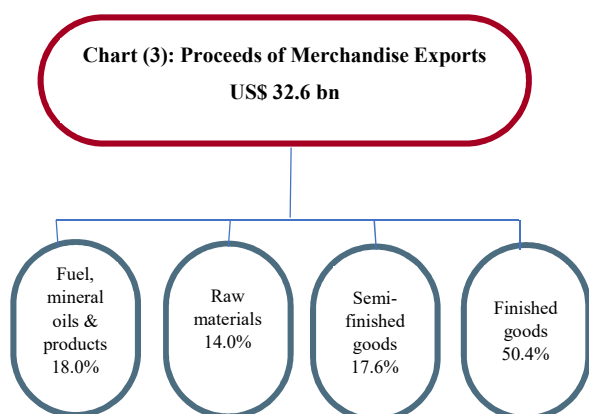 Chart (3): Proceeds of Merchandise Exports
US$ 32.6 bn
Fuel,
mineral
oils &
products
18.0%
Raw
materials
14.0%
Semi-
finished
goods
17.6%
Finished
goods
50.4%